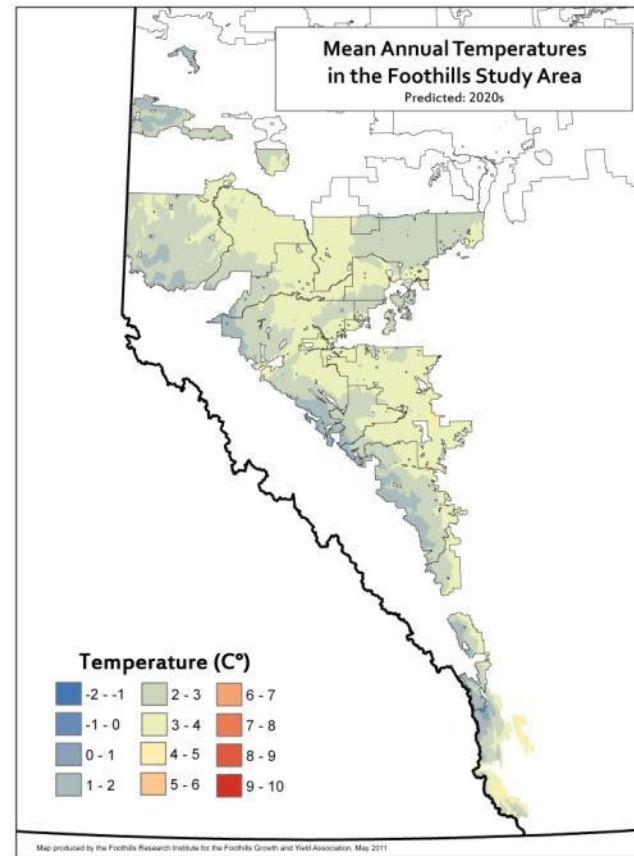 Mean Annual Temperatures
in the Foothills Study Area
Predicted: 2020s
Temperature (C°)
-2 - -1
-1 - 0
0 - 1
1 - 2
2 - 3
3 - 4
4 - 5
5 - 6
6 - 7
7 - 8
8 - 9
9 - 10
Map produced by the Foothills Research Institute for the Foothills Growth and Yield Association, May 2011